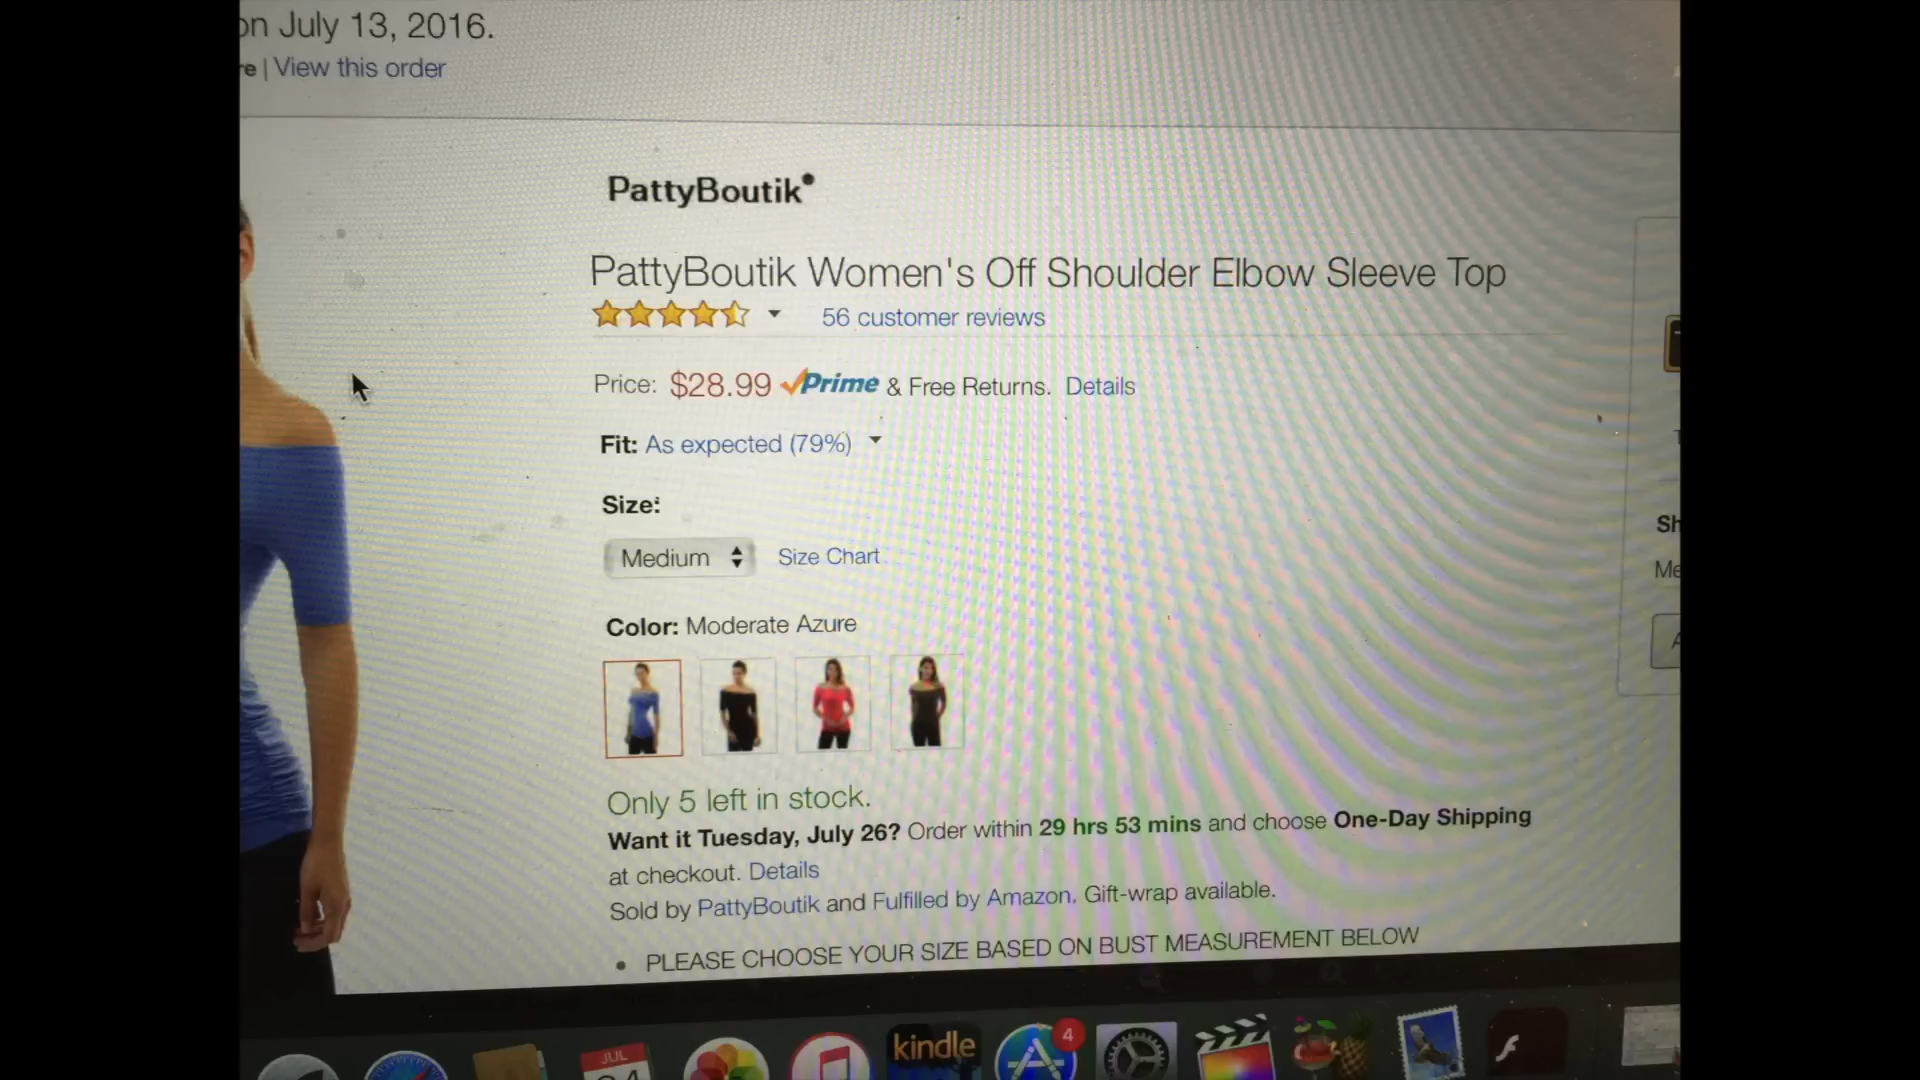 on July 13, 2016.
re | View this order
PattyBoutik
PattyBoutik Women's Off Shoulder Elbow Sleeve Top
56 customer reviews
Price: $28.99 Prime & Free Returns. Details
Fit: As expected (79%)
Size:
Medium Size Chart
Color: Moderate Azure
Only 5 left in stock.
Want it Tuesday, July 26? Order within 29 hrs 53 mins and choose One-Day Shipping
at checkout. Details
Sold by PattyBoutik and Fulfilled by Amazon. Gift-wrap available.
• PLEASE CHOOSE YOUR SIZE BASED ON BUST MEASUREMENT BELOW
Sh
Me
JUL
kindle
4